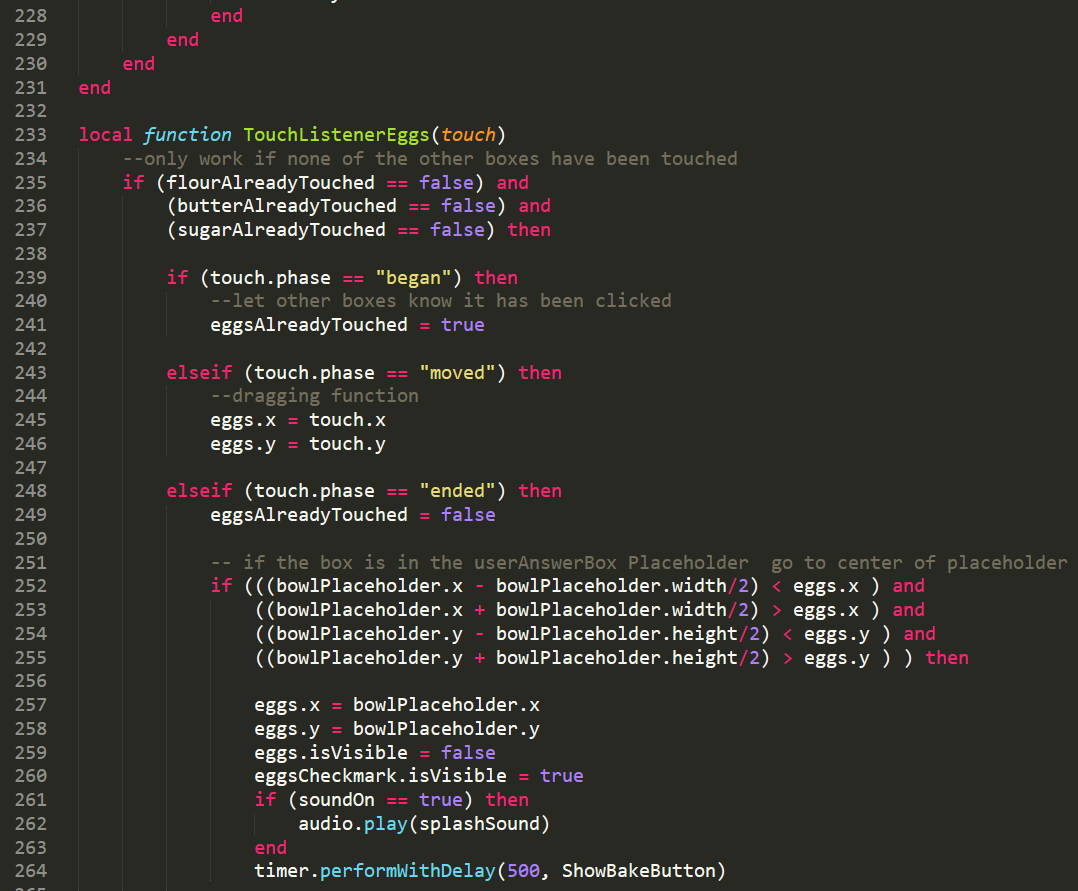 228 end
229 end
230 end
231 end
232
233 local function TouchListenerEggs(touch)
234 --only work if none of the other boxes have been touched
235 if (flourAlreadyTouched == false) and
236 (butterAlreadyTouched == false) and
237 (sugarAlreadyTouched == false) then
238
239 if (touch.phase == "began") then
240 --let other boxes know it has been clicked
241 eggsAlreadyTouched = true
242
243 elseif (touch.phase == "moved") then
244 --dragging function
245 eggs.x = touch.x
246 eggs.y = touch.y
247
248 elseif (touch.phase == "ended") then
249 eggsAlreadyTouched = false
250
251 -- if the box is in the userAnswerBox Placeholder  go to center of placeholder
252 if (((bowlPlaceholder.x - bowlPlaceholder.width/2) < eggs.x ) and
253 ((bowlPlaceholder.x + bowlPlaceholder.width/2) > eggs.x ) and
254 ((bowlPlaceholder.y - bowlPlaceholder.height/2) < eggs.y ) and
255 ((bowlPlaceholder.y + bowlPlaceholder.height/2) > eggs.y ) ) then
256
257 eggs.x = bowlPlaceholder.x
258 eggs.y = bowlPlaceholder.y
259 eggs.isVisible = false
260 eggsCheckmark.isVisible = true
261 if (soundOn == true) then
262 audio.play(splashSound)
263 end
264 timer.performWithDelay(500, ShowBakeButton)